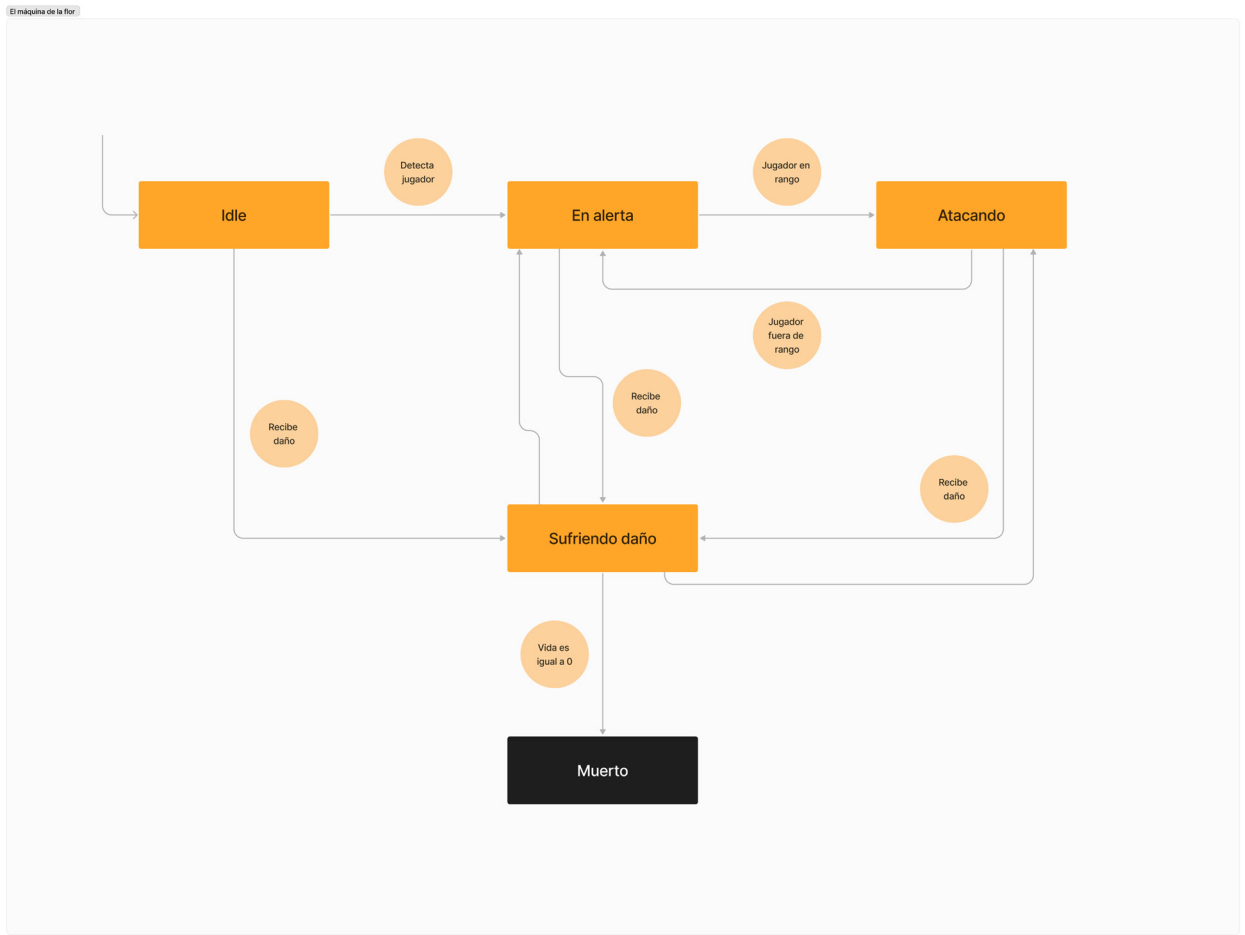 El máquina de la flor
Detecta
jugador
Jugador en
rango
Idle
En alerta
Atacando
Jugador
fuera de
rango
Recibe
daño
Recibe
daño
Recibe
daño
Sufriendo daño
Vida es
igual a 0
Muerto